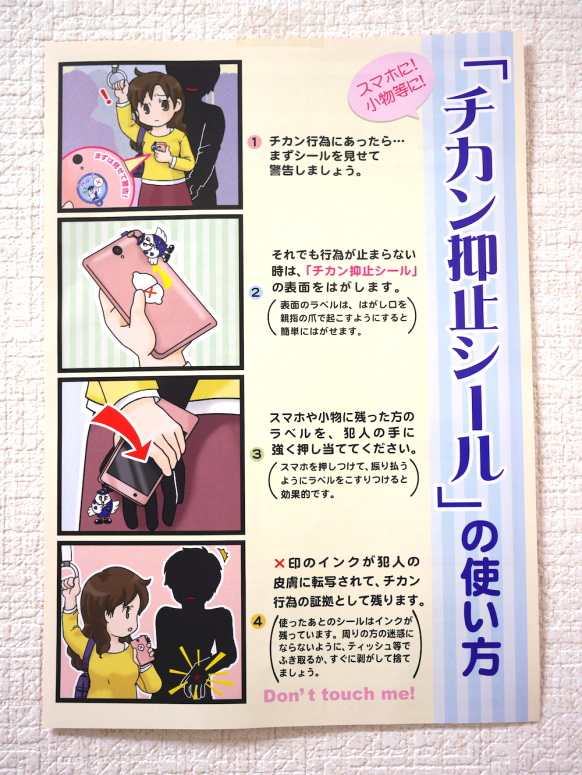 「チカン抑止シール」の使い方
スマホに!
小物等に!
まずは見せて警告!
1 チカン行為にあったら…
まずシールを見せて
警告しましょう。
2 それでも行為が止まらない
時は、「チカン抑止シール」
の表面をはがします。
(表面のラベルは、はがし口を
親指の爪で起こすようにすると
簡単にはがせます。)
3 スマホや小物に残った方の
ラベルを、犯人の手に
強く押し当ててください。
(スマホを押しつけて、振り払う
ようにラベルをこすりつけると
効果的です。)
4 ×印のインクが犯人の
皮膚に転写されて、チカン
行為の証拠として残ります。
(使ったあとのシールはインクが
残っています。周りの方の迷惑に
ならないように、ティッシュ等で
ふき取るか、すぐに剥がして捨て
ましょう。)
Don't touch me!